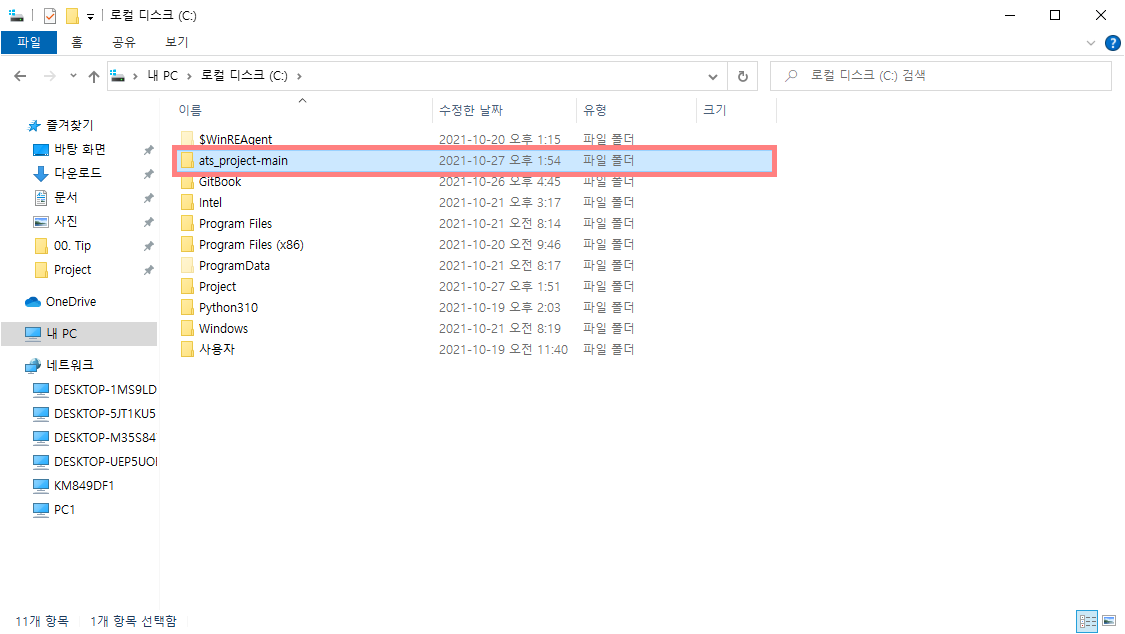 로컬 디스크 (C:)
파일 홈 공유 보기
?
내 PC 로컬 디스크 (C:) 로컬 디스크 (C:) 검색
이름 수정한 날짜 유형 크기
즐겨찾기
바탕 화면
다운로드
문서
사진
00. Tip
Project
OneDrive
내 PC
네트워크
DESKTOP-1MS9LD
DESKTOP-5JT1KU5
DESKTOP-M35S84
DESKTOP-UEP5UO
KM849DF1
PC1
$WinREAgent 2021-10-20 오후 1:15 파일 폴더
ats_project-main 2021-10-27 오후 1:54 파일 폴더
GitBook 2021-10-26 오후 4:45 파일 폴더
Intel 2021-10-21 오후 3:17 파일 폴더
Program Files 2021-10-21 오후 8:14 파일 폴더
Program Files (x86) 2021-10-20 오전 9:46 파일 폴더
ProgramData 2021-10-21 오전 8:17 파일 폴더
Project 2021-10-27 오후 1:51 파일 폴더
Python310 2021-10-19 오후 2:03 파일 폴더
Windows 2021-10-21 오전 8:19 파일 폴더
사용자 2021-10-19 오전 11:40 파일 폴더
11개 항목 1개 항목 선택함